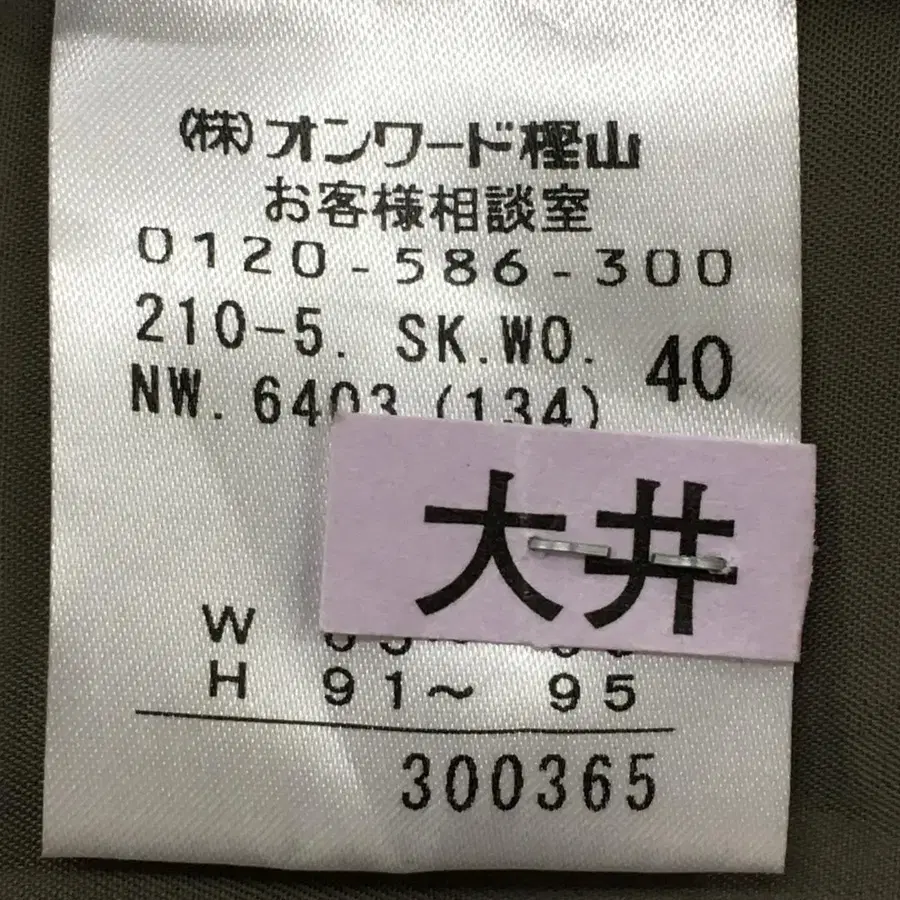 (株)オンワード樫山
お客様相談室
0120-586-300
210-5. SK.WO. 40
NW. 6403 (134)
大井
W
H 91～ 95
300365